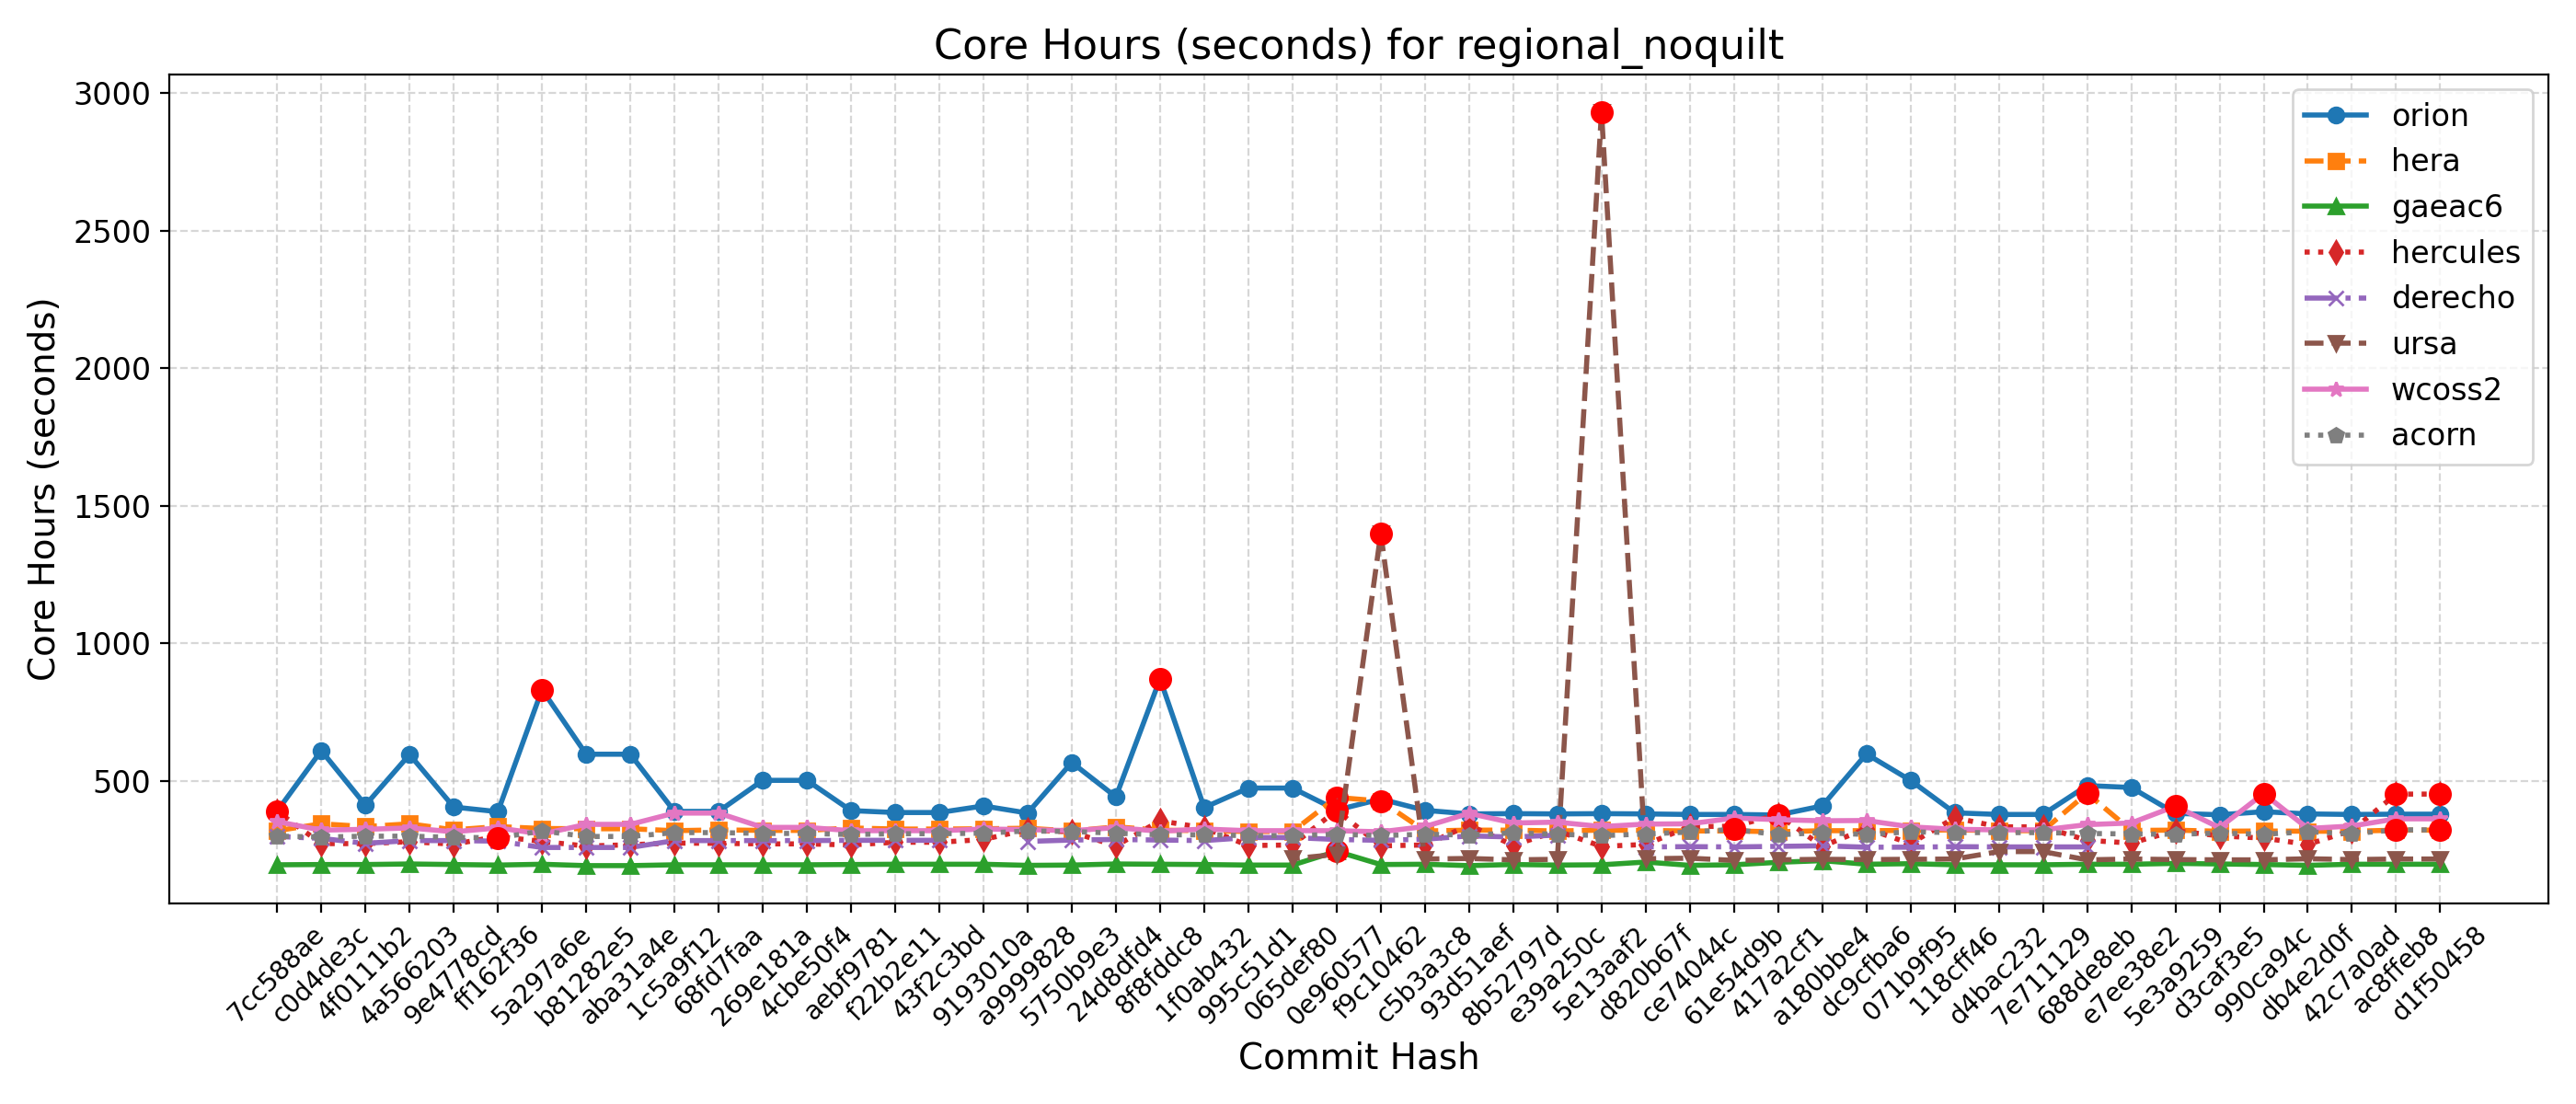 Core Hours (seconds) for regional_noquilt
Core Hours (seconds)
3000
2500
2000
1500
1000
500
orion
hera
gaeac6
hercules
derecho
ursa
wcoss2
acorn
7cc588ae
c0d4de3c
4f0111b2
4a566203
9e4778cd
ff162f36
5a297a6e
b81282e5
aba31a4e
1c5a9f12
68fd7faa
269e181a
4cbe50f4
aebf9781
f22b2e11
43f2c3bd
9193010a
a9999828
5750b9e3
24d8dfd4
8f8fddc8
1f0ab432
995c51d1
065def80
0e960577
f9c10462
c5b3a3c8
93d51aef
8b52797d
e39a250c
5e13aaf2
d820b67f
ce74044c
61e54d9b
417a2cf1
a180bbe4
dc9cfba6
071b9f95
118cff46
d4bac232
7e711129
688de8eb
e7ee38e2
5e3a9259
d3caf3e5
990ca94c
db4e2d0f
42c7a0ad
ac8ffeb8
d1f50458
Commit Hash